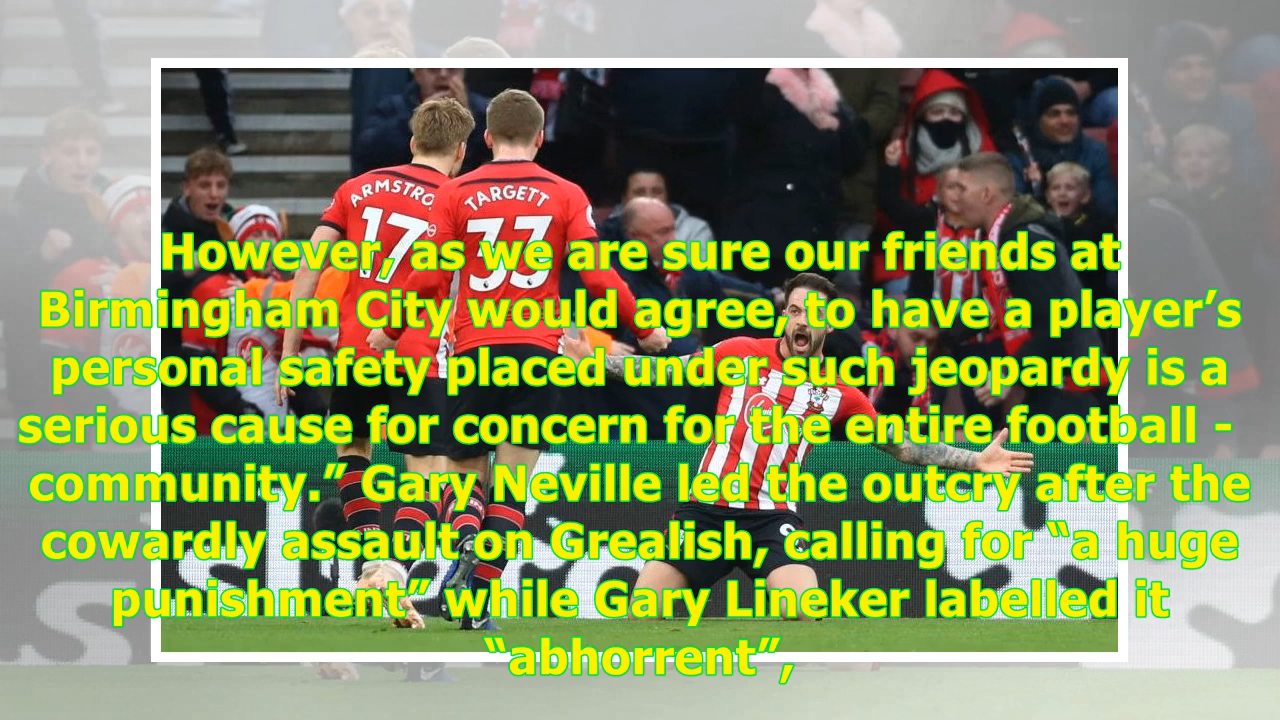 ARMSTRO
17
TARGETT
33
However, as we are sure our friends at
Birmingham City would agree, to have a player’s
personal safety placed under such jeopardy is a
serious cause for concern for the entire football -
community.” Gary Neville led the outcry after the
cowardly assault on Grealish, calling for “a huge
punishment” while Gary Lineker labelled it
“abhorrent”,